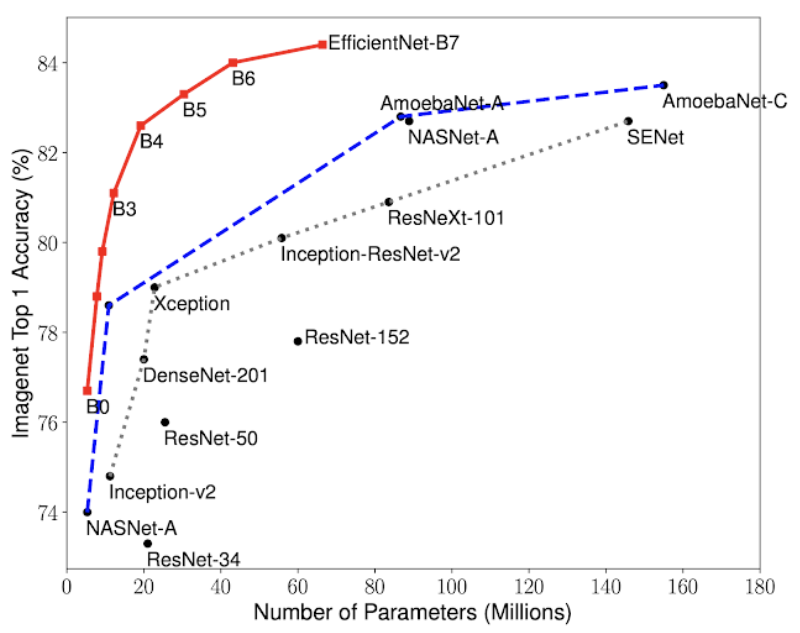 EfficientNet-B7
84
B6
B5
AmoebaNet-A
AmoebaNet-C
NASNet-A
SENet
B4
82
B3
ResNeXt-101
80
Inception-ResNet-v2
Xception
78
ResNet-152
DenseNet-201
B0
76
ResNet-50
Inception-v2
74
NASNet-A
ResNet-34
0 20 40 60 80 100 120 140 160 180
Number of Parameters (Millions)
Imagenet Top 1 Accuracy (%)